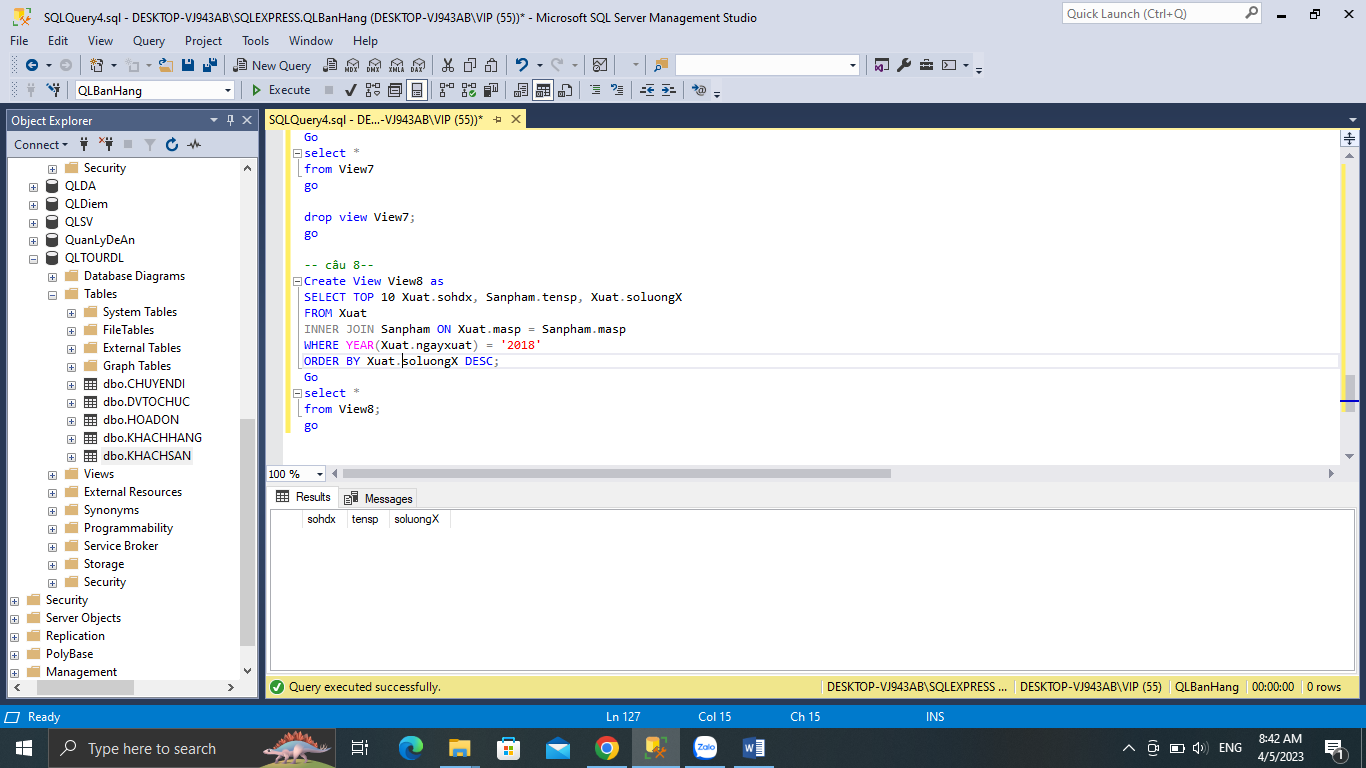 SQLQuery4.sql - DESKTOP-VJ943AB\SQLEXPRESS.QLBanHang (DESKTOP-VJ943AB\VIP (55))* - Microsoft SQL Server Management Studio
Quick Launch (Ctrl+Q)
File Edit View Query Project Tools Window Help
New Query
MDX DMX XMLA DAX
QLBanHang
Execute
Object Explorer
SQLQuery4.sql - DE...-VJ943AB\VIP (55))*
Connect
Security
QLDA
QLDiem
QLSV
QuanLyDeAn
QLTOURDL
Database Diagrams
Tables
System Tables
FileTables
External Tables
Graph Tables
dbo.CHUYENDI
dbo.DVTOCHUC
dbo.HOADON
dbo.KHACHHANG
dbo.KHACHSAN
Views
External Resources
Synonyms
Programmability
Service Broker
Storage
Security
Security
Server Objects
Replication
PolyBase
Management
Go
select *
from View7
go
drop view View7;
go
-- câu 8--
Create View View8 as
SELECT TOP 10 Xuat.sohdx, Sanpham.tensp, Xuat.soluongX
FROM Xuat
INNER JOIN Sanpham ON Xuat.masp = Sanpham.masp
WHERE YEAR(Xuat.ngayxuat) = '2018'
ORDER BY Xuat.soluongX DESC;
Go
select *
from View8;
go
100 %
Results Messages
sohdx tensp soluongX
Query executed successfully.
DESKTOP-VJ943AB\SQLEXPRESS ... DESKTOP-VJ943AB\VIP (55) QLBanHang 00:00:00 0 rows
Ready
Ln 127 Col 15 Ch 15 INS
Type here to search
Zalo
ENG
8:42 AM
4/5/2023
1